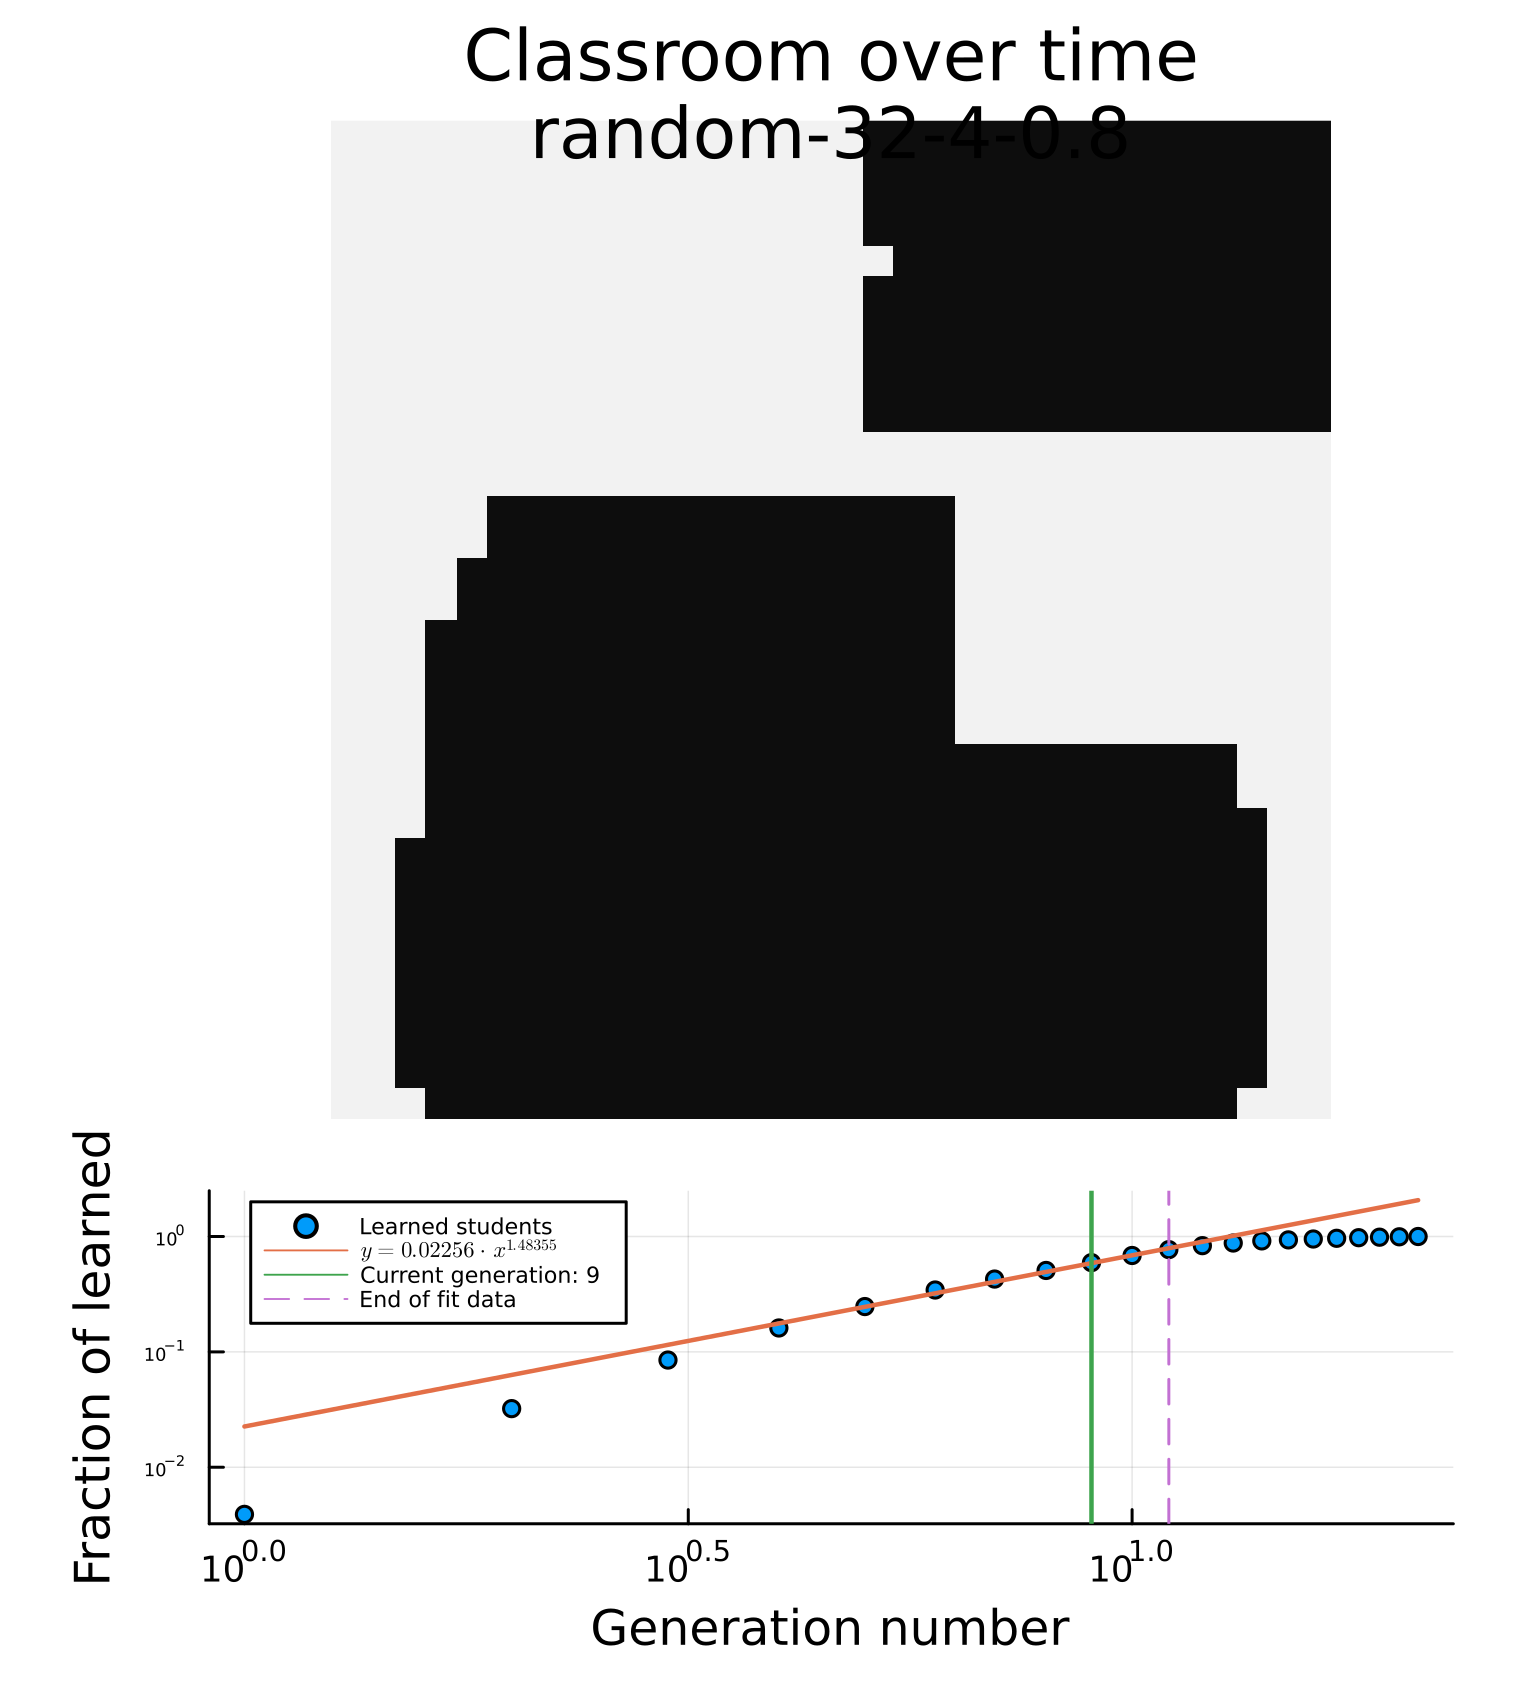 Classroom over time
random-32-4-0.8
Fraction of learned
Learned students
y = 0.02256 · x^1.48355
Current generation: 9
End of fit data
10^0
10^−1
10^−2
10^0.0 10^0.5 10^1.0
Generation number